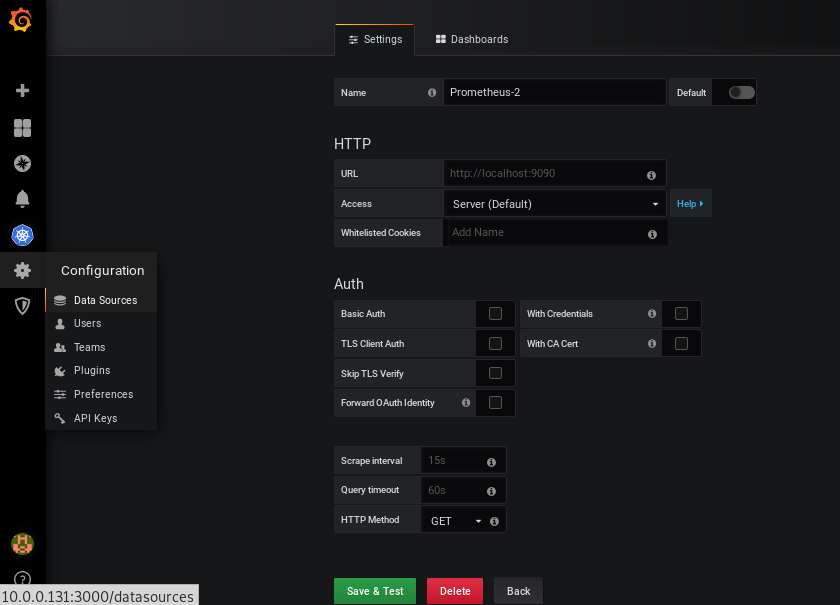 Settings
Dashboards
Name
Prometheus-2
Default
HTTP
URL
http://localhost:9090
Access
Server (Default)
Help
Whitelisted Cookies
Add Name
Configuration
Data Sources
Users
Teams
Plugins
Preferences
API Keys
Auth
Basic Auth
With Credentials
TLS Client Auth
With CA Cert
Skip TLS Verify
Forward OAuth Identity
Scrape interval
15s
Query timeout
60s
HTTP Method
GET
Save & Test
Delete
Back
10.0.0.131:3000/datasources